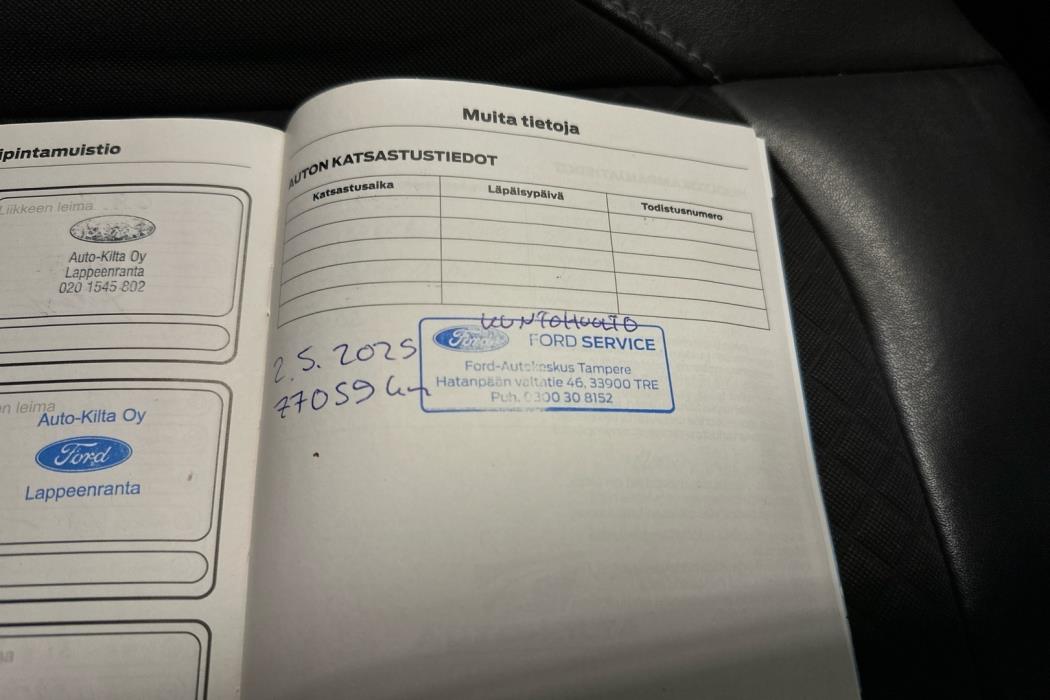 ipintamuistio
Liikkeen leima
Auto-Kilta Oy
Lappeenranta
020 1545 802
n leima
Auto-Kilta Oy
Ford
Lappeenranta
Muita tietoja
AUTON KATSASTUSTIEDOT
Katsastusaika Läpäisypäivä Todistusnumero
KUNTOHUOLTO
2.5.2025
77059 km
Ford FORD SERVICE
Ford-Autokeskus Tampere
Hatanpään valtatie 46, 33900 TRE
Puh. 0300 30 8152